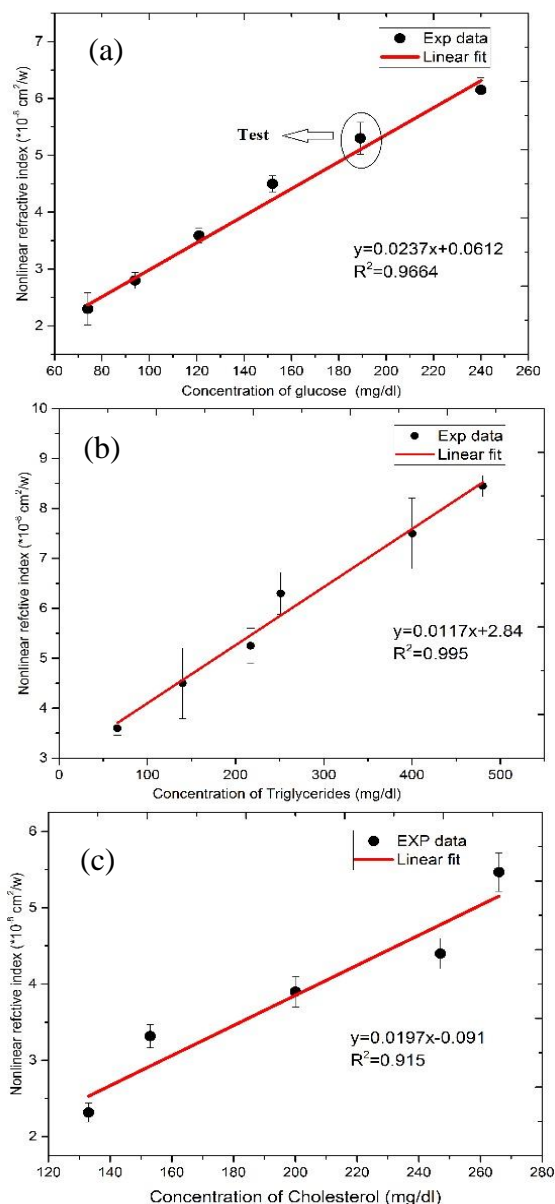 (a)
Exp data
Linear fit
Test
y=0.0237x+0.0612
R²=0.9664
Nonlinear refractive index (*10⁻⁸ cm²/w)
7
6
5
4
3
2
60 80 100 120 140 160 180 200 220 240 260
Concentration of glucose (mg/dl)
(b)
Exp data
Linear fit
y=0.0117x+2.84
R²=0.995
Nonlinear refctive index (*10⁻⁸ cm²/w)
10
9
8
7
6
5
4
3
0 100 200 300 400 500
Concentration of Triglycerides (mg/dl)
(c)
EXP data
Linear fit
y=0.0197x-0.091
R²=0.915
Nonlinear refctive index (*10⁻⁸ cm²/w)
6
5
4
3
2
120 140 160 180 200 220 240 260 280
Concentration of Cholesterol (mg/dl)